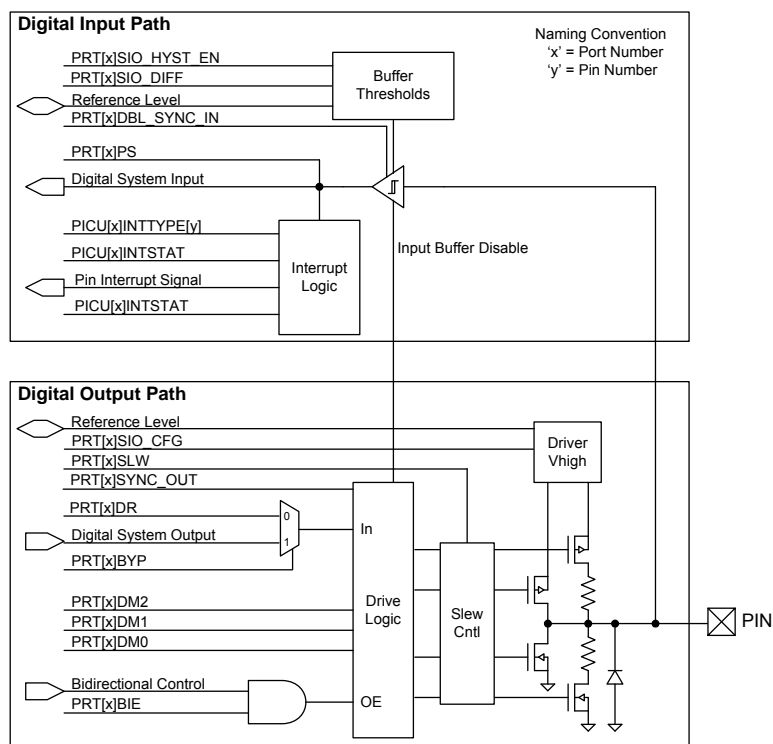 Digital Input Path
Naming Convention
‘x’ = Port Number
‘y’ = Pin Number
PRT[x]SIO_HYST_EN
PRT[x]SIO_DIFF
Reference Level
PRT[x]DBL_SYNC_IN
Buffer
Thresholds
PRT[x]PS
Digital System Input
PICU[x]INTTYPE[y]
PICU[x]INTSTAT
Pin Interrupt Signal
PICU[x]INTSTAT
Interrupt
Logic
Input Buffer Disable
Digital Output Path
Reference Level
PRT[x]SIO_CFG
PRT[x]SLW
PRT[x]SYNC_OUT
Driver
Vhigh
PRT[x]DR
Digital System Output
PRT[x]BYP
0
1
In
PRT[x]DM2
PRT[x]DM1
PRT[x]DM0
Drive
Logic
Slew
Cntl
PIN
Bidirectional Control
PRT[x]BIE
OE